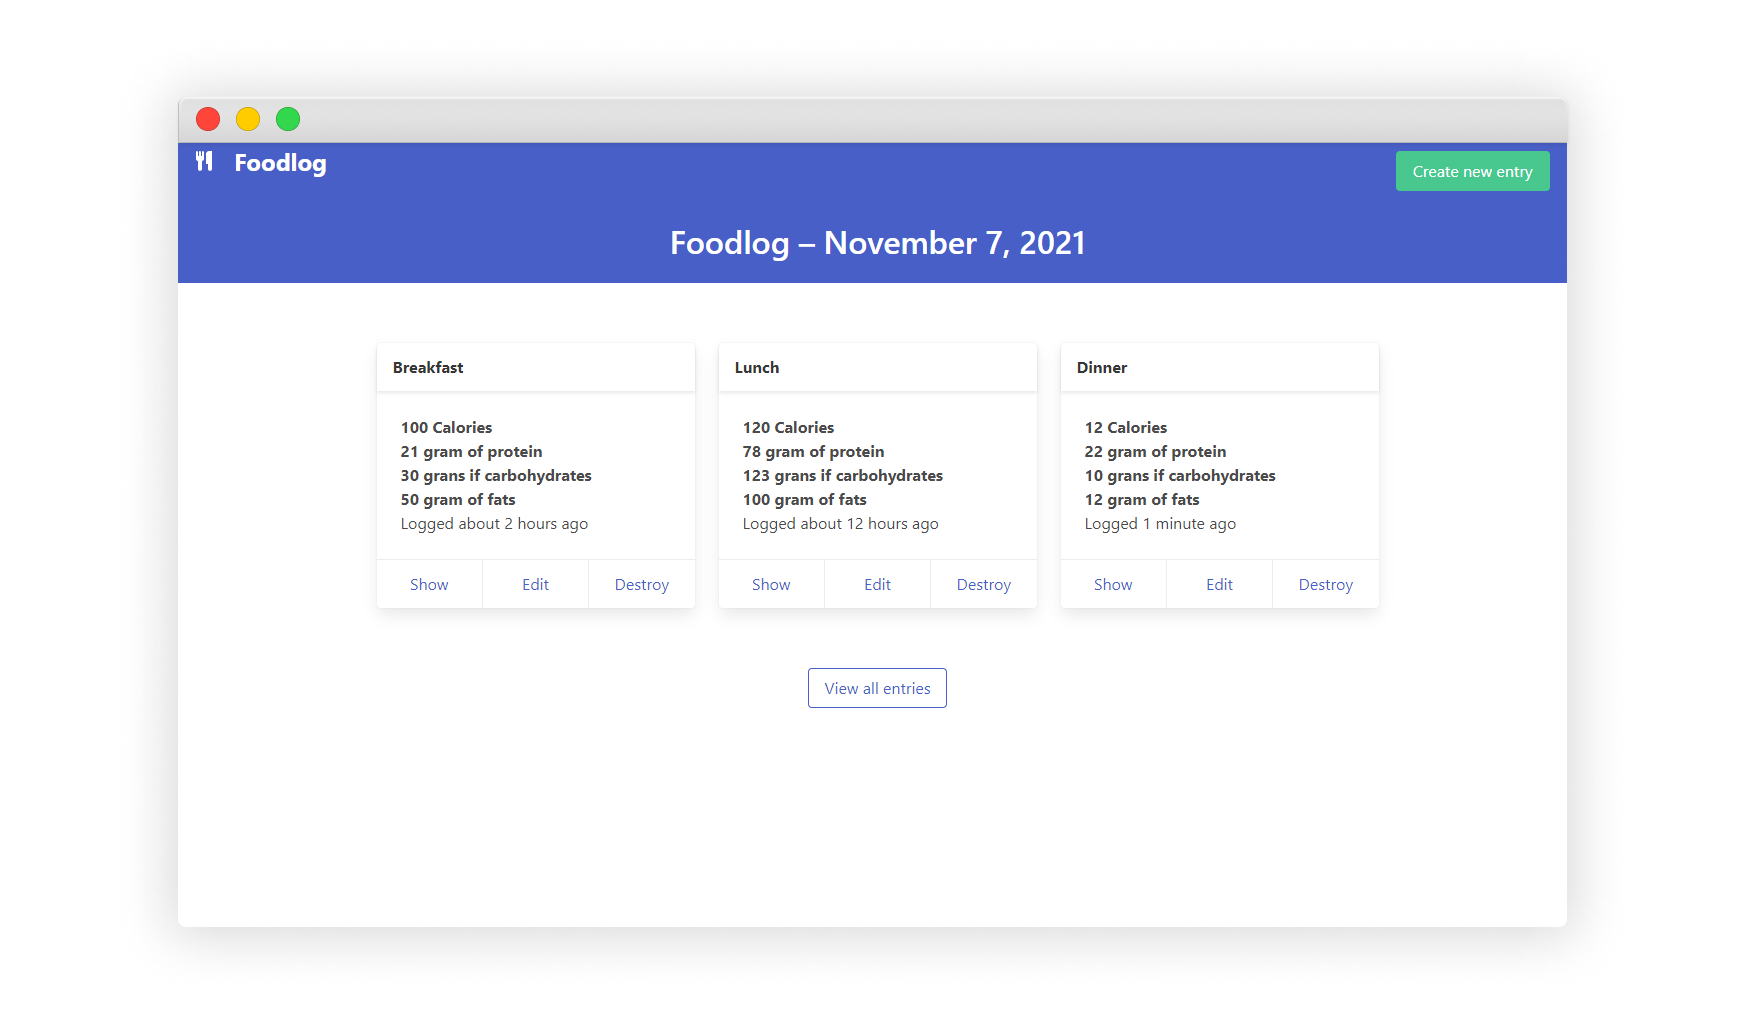 Foodlog
Create new entry
Foodlog – November 7, 2021
Breakfast
100 Calories
21 gram of protein
30 grans if carbohydrates
50 gram of fats
Logged about 2 hours ago
Show Edit Destroy
Lunch
120 Calories
78 gram of protein
123 grans if carbohydrates
100 gram of fats
Logged about 12 hours ago
Show Edit Destroy
Dinner
12 Calories
22 gram of protein
10 grans if carbohydrates
12 gram of fats
Logged 1 minute ago
Show Edit Destroy
View all entries